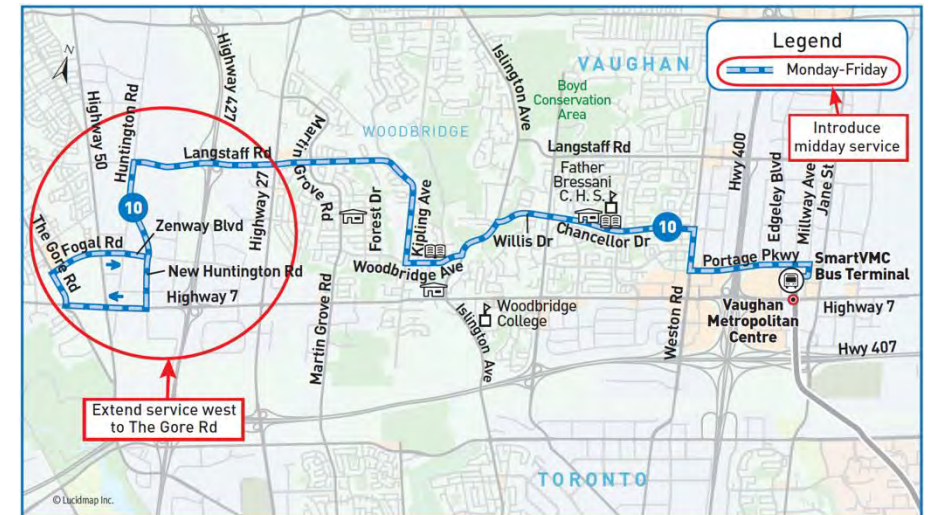 N
Highway 50
Huntington Rd
Highway 427
Langstaff Rd
Highway 27
Martin Grove Rd
WOODBRIDGE
Islington Ave
VAUGHAN
Boyd
Conservation
Area
Langstaff Rd
Father
Bressani
C. H. S.
Hwy 400
Edgeley Blvd
Millway Ave
Jane St
Legend
Monday-Friday
Introduce
midday service
10
The Gore Rd
Fogal Rd
Zenway Blvd
New Huntington Rd
Highway 7
Forest Dr
Kipling Ave
Woodbridge Ave
Willis Dr
Chancellor Dr
10
Portage Pkwy
SmartVMC
Bus Terminal
Martin Grove Rd
Islington Ave
Woodbridge
College
Weston Rd
Vaughan
Metropolitan
Centre
Highway 7
Hwy 407
Extend service west
to The Gore Rd
TORONTO
© Lucidmap Inc.